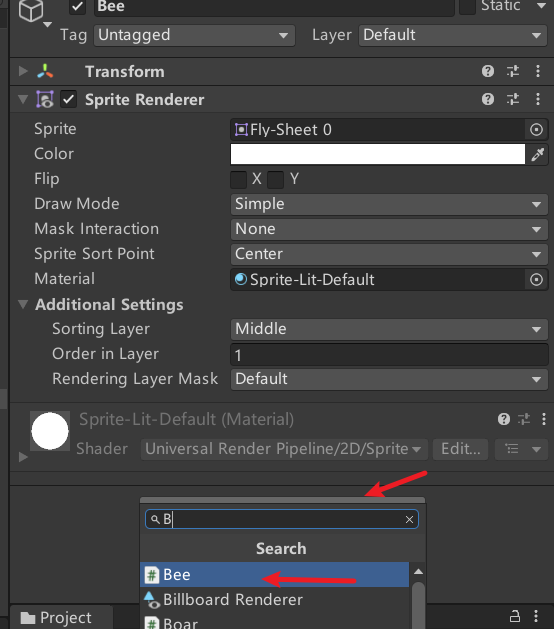 Bee
Static
Tag Untagged Layer Default
Transform
Sprite Renderer
Sprite Fly-Sheet 0
Color
Flip X Y
Draw Mode Simple
Mask Interaction None
Sprite Sort Point Center
Material Sprite-Lit-Default
Additional Settings
Sorting Layer Middle
Order in Layer 1
Rendering Layer Mask Default
Sprite-Lit-Default (Material)
Shader Universal Render Pipeline/2D/Sprite Edit...
B
Search
# Bee
Billboard Renderer
# Boar
Project